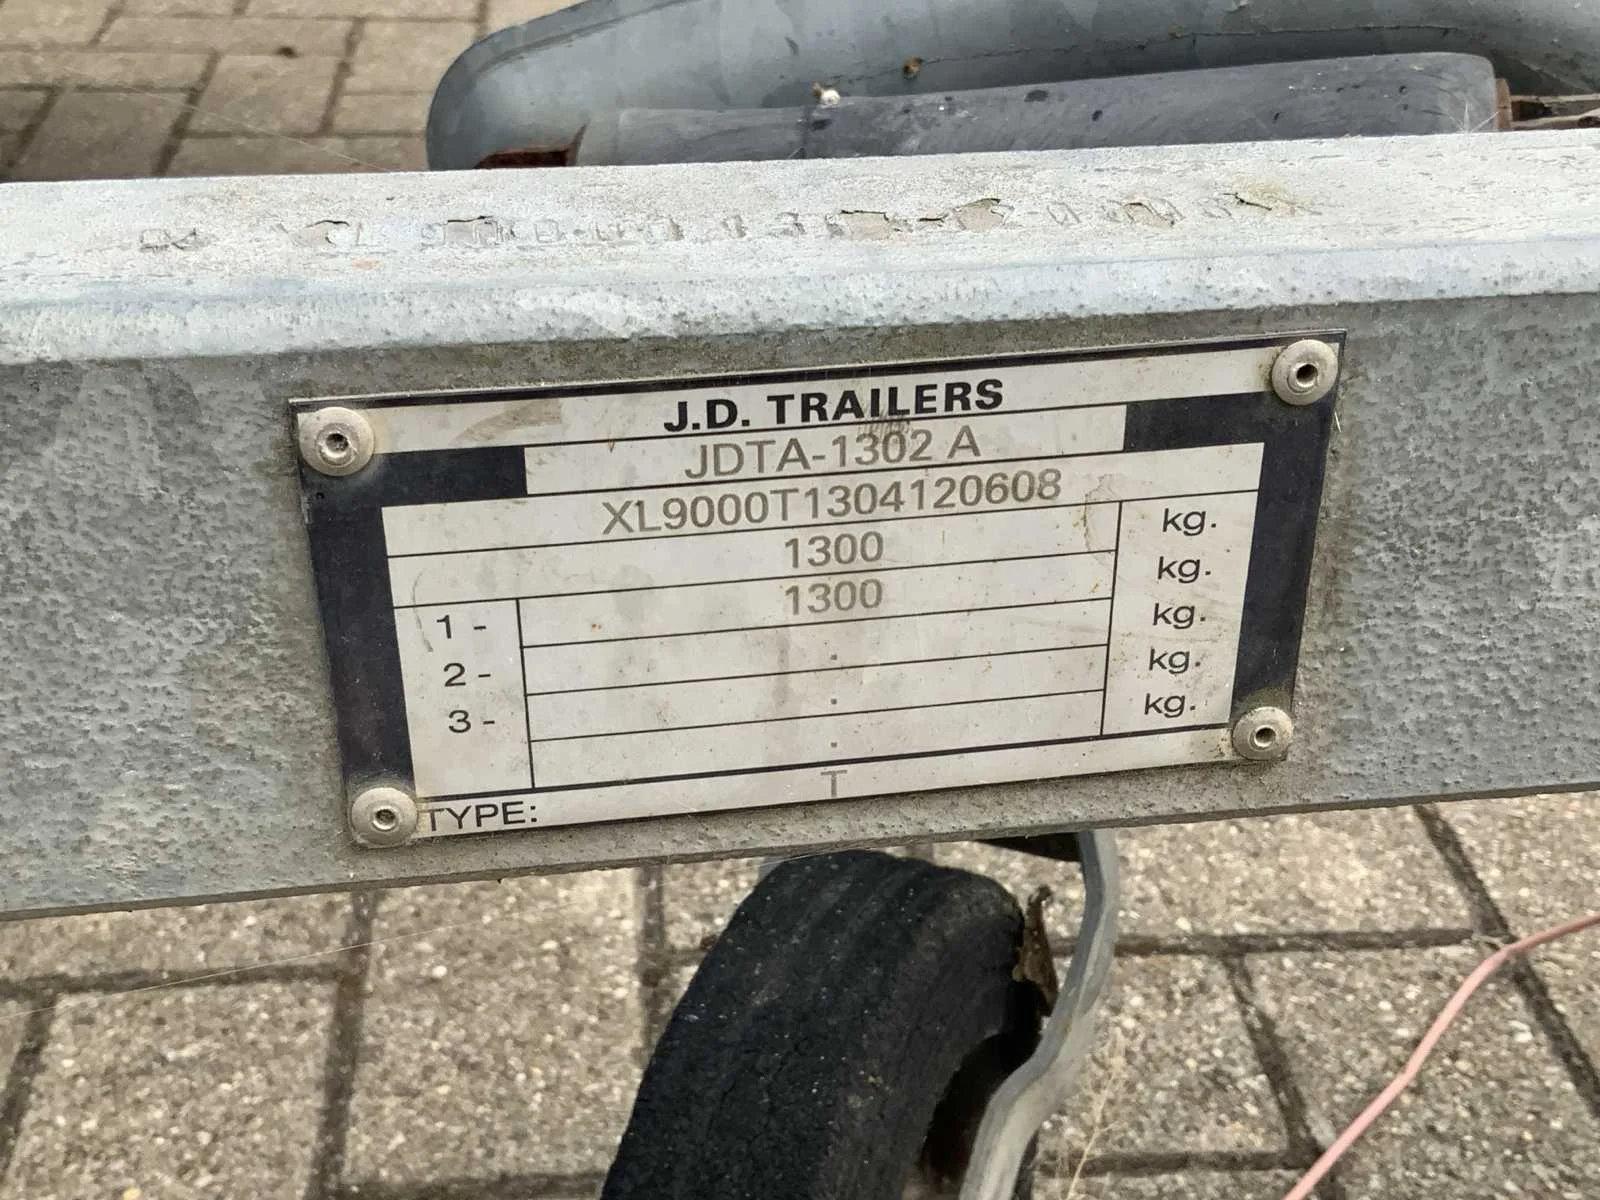 J.D. TRAILERS
JDTA-1302 A
XL9000T1304120608
1300 kg.
1300 kg.
1 - kg.
2 - . kg.
3 - . kg.
.
TYPE: T